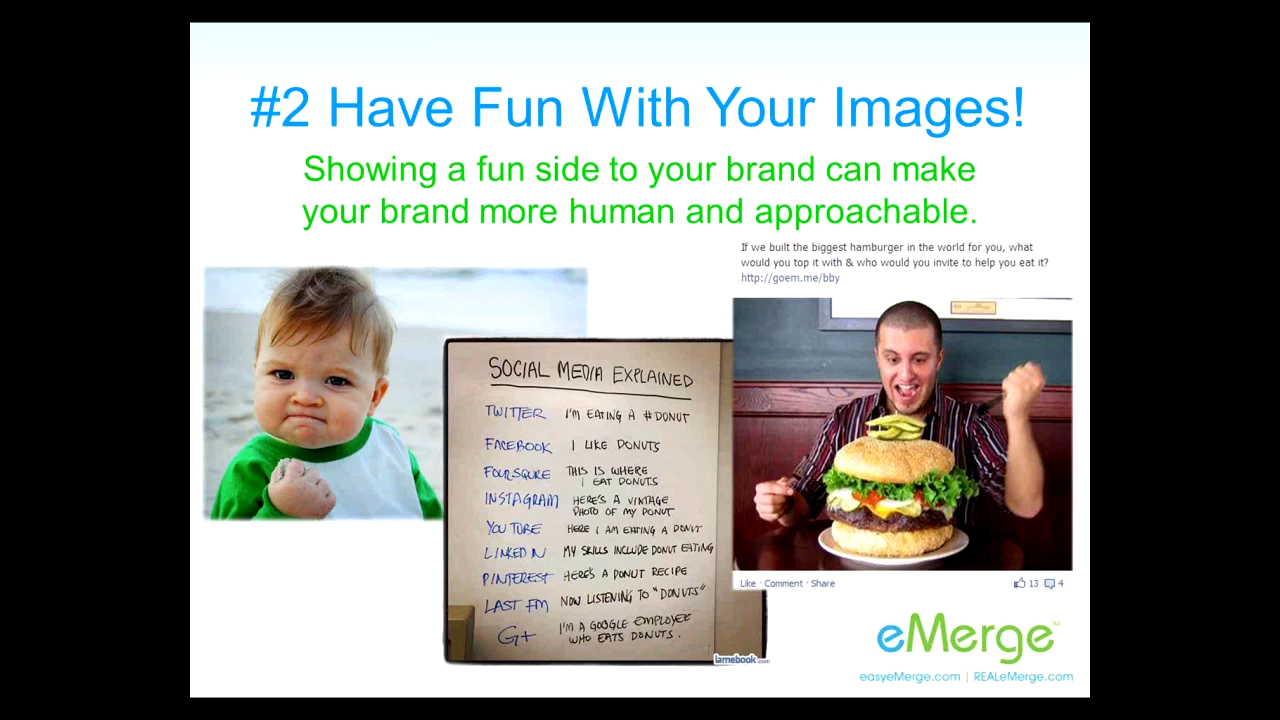 #2 Have Fun With Your Images!
Showing a fun side to your brand can make
your brand more human and approachable.
If we built the biggest hamburger in the world for you, what
would you top it with & who would you invite to help you eat it?
http://goem.me/bby
SOCIAL MEDIA EXPLAINED
TWITTER I'M EATING A #DONUT
FACEBOOK I LIKE DONUTS
FOURSQURE THIS IS WHERE
I EAT DONUTS
INSTAGRAM HERE'S A VINTAGE
PHOTO OF MY DONUT
YOU TUBE HERE I AM EATING A DONUT
LINKED IN MY SKILLS INCLUDE DONUT EATING
PINTEREST HERE'S A DONUT RECIPE
LAST FM NOW LISTENING TO "DONUTS"
G+ I'M A GOOGLE EMPLOYEE
WHO EATS DONUTS.
lamebook.com
Like · Comment · Share 13 4
eMerge™
easyeMerge.com | REALeMerge.com